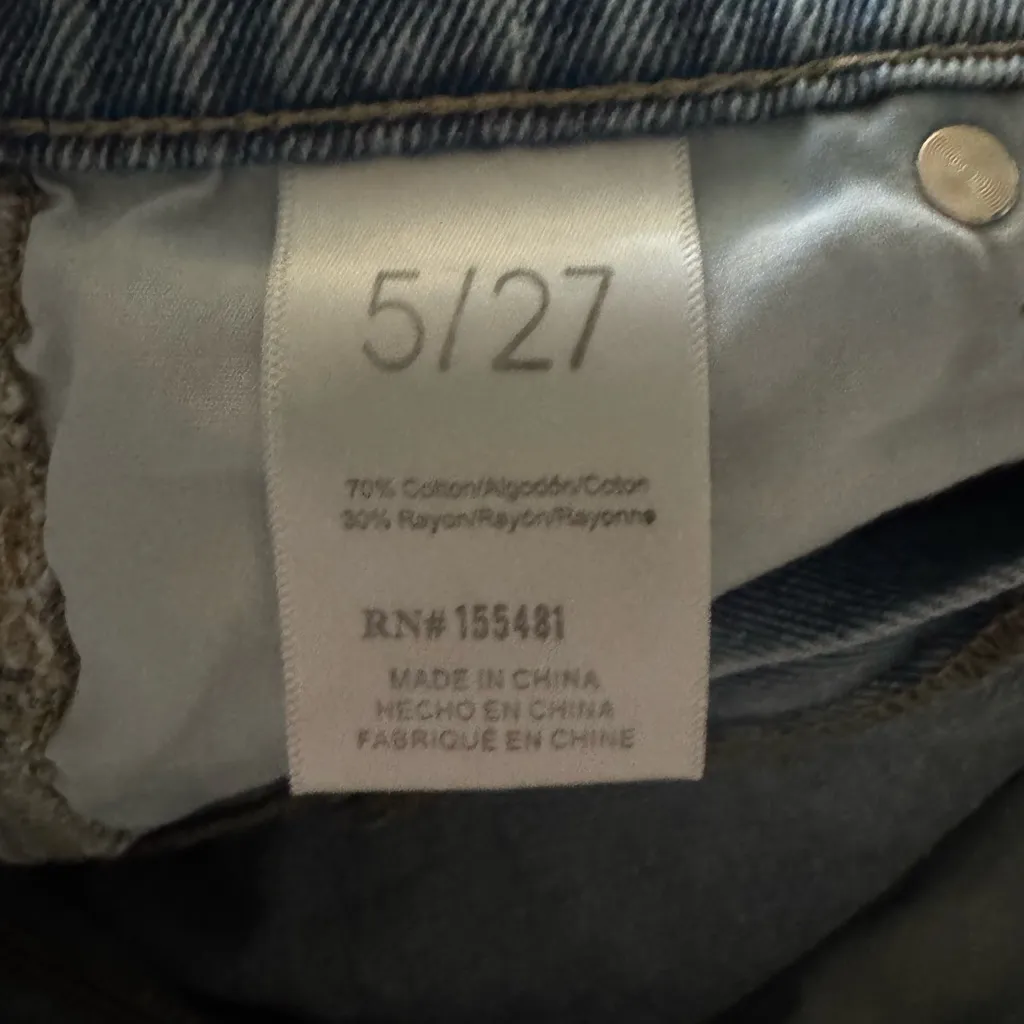 5/27
70% Cotton/Algodón/Coton
30% Rayon/Rayón/Rayonne
RN# 155481
MADE IN CHINA
HECHO EN CHINA
FABRIQUÉ EN CHINE